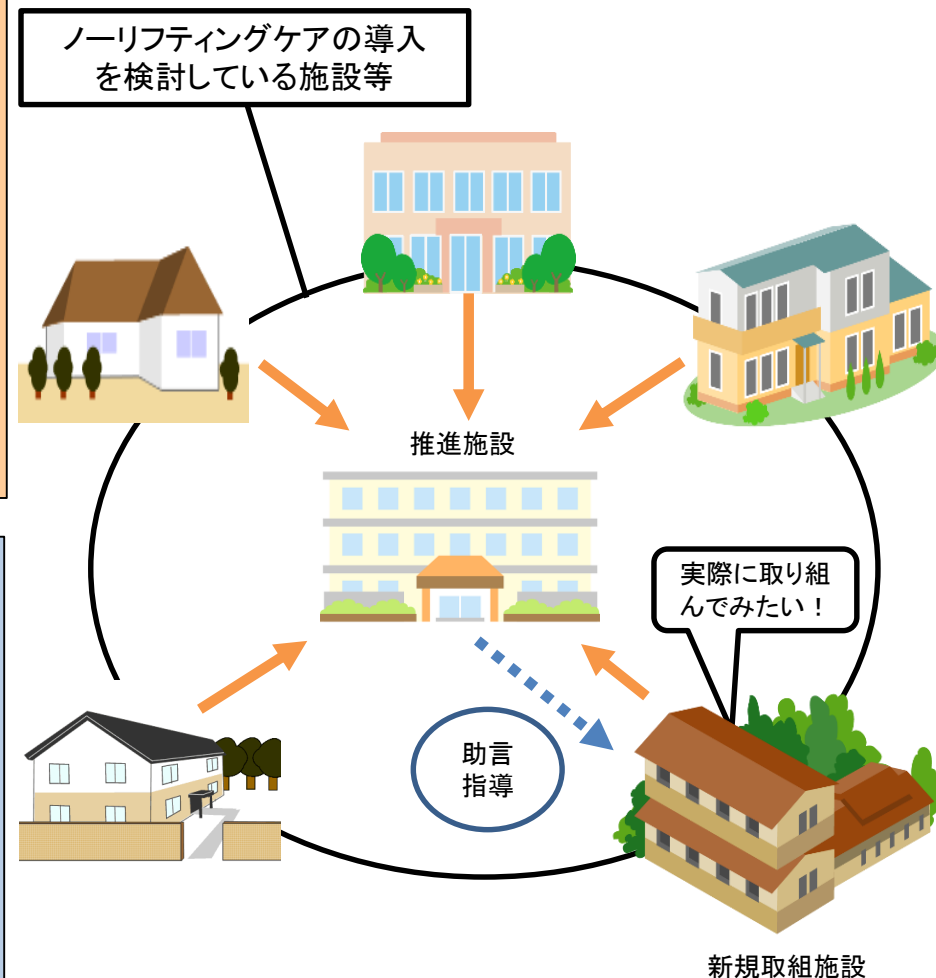 ノーリフティングケアの導入
を検討している施設等
推進施設
実際に取り組
んでみたい！
助言
指導
新規取組施設